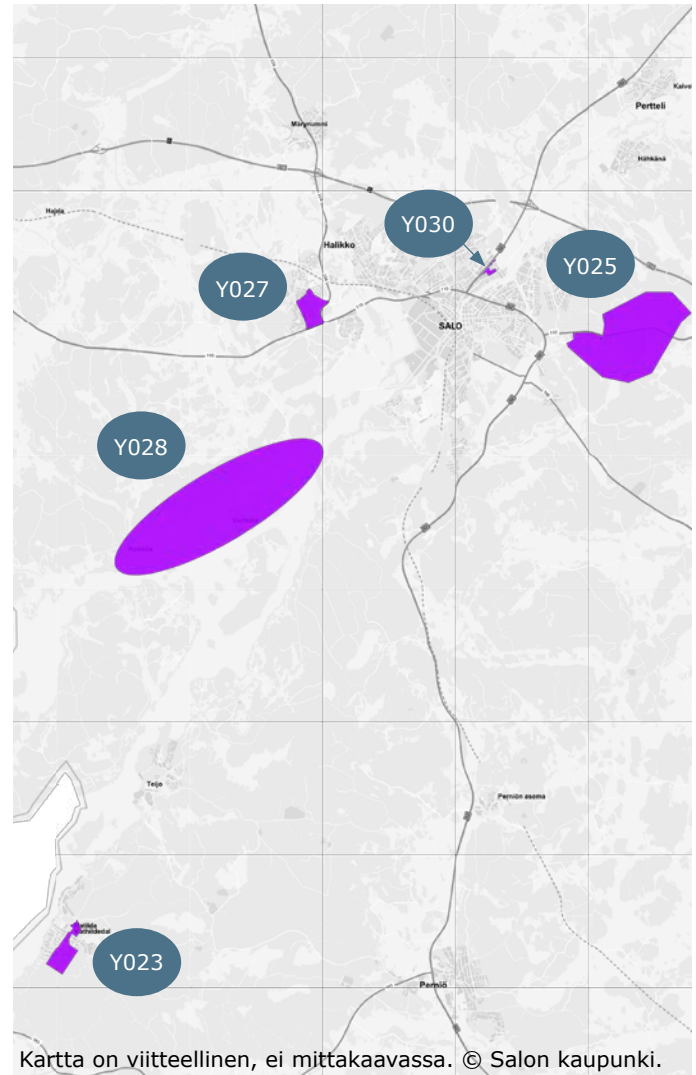 Pertteli
Märynummi
Hähkänä
Hajala
Y030
Halikko
Y025
Y027
SALO
Y028
Teijo
Perniön asema
Y023
Perniö
Kartta on viitteellinen, ei mittakaavassa. © Salon kaupunki.